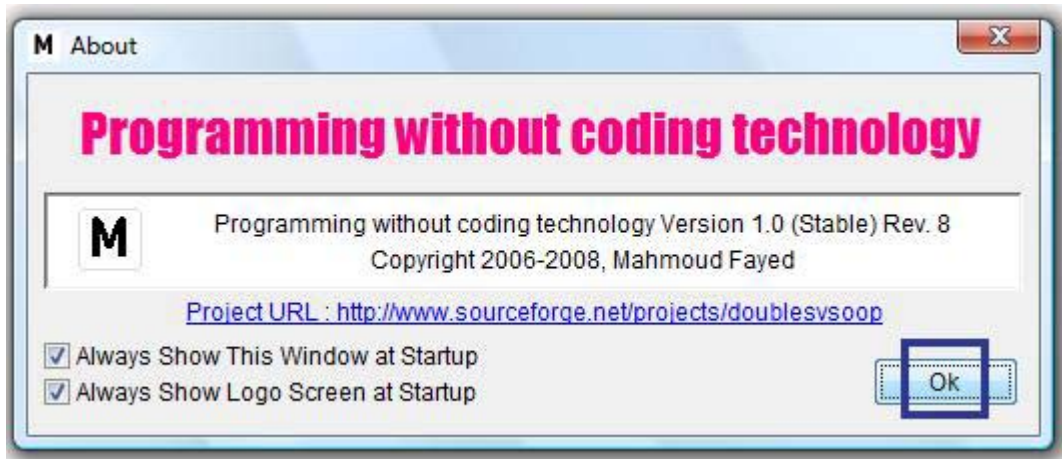 M About
Programming without coding technology
M
Programming without coding technology Version 1.0 (Stable) Rev. 8
Copyright 2006-2008, Mahmoud Fayed
Project URL : http://www.sourceforge.net/projects/doublesvsoop
Always Show This Window at Startup
Always Show Logo Screen at Startup
Ok